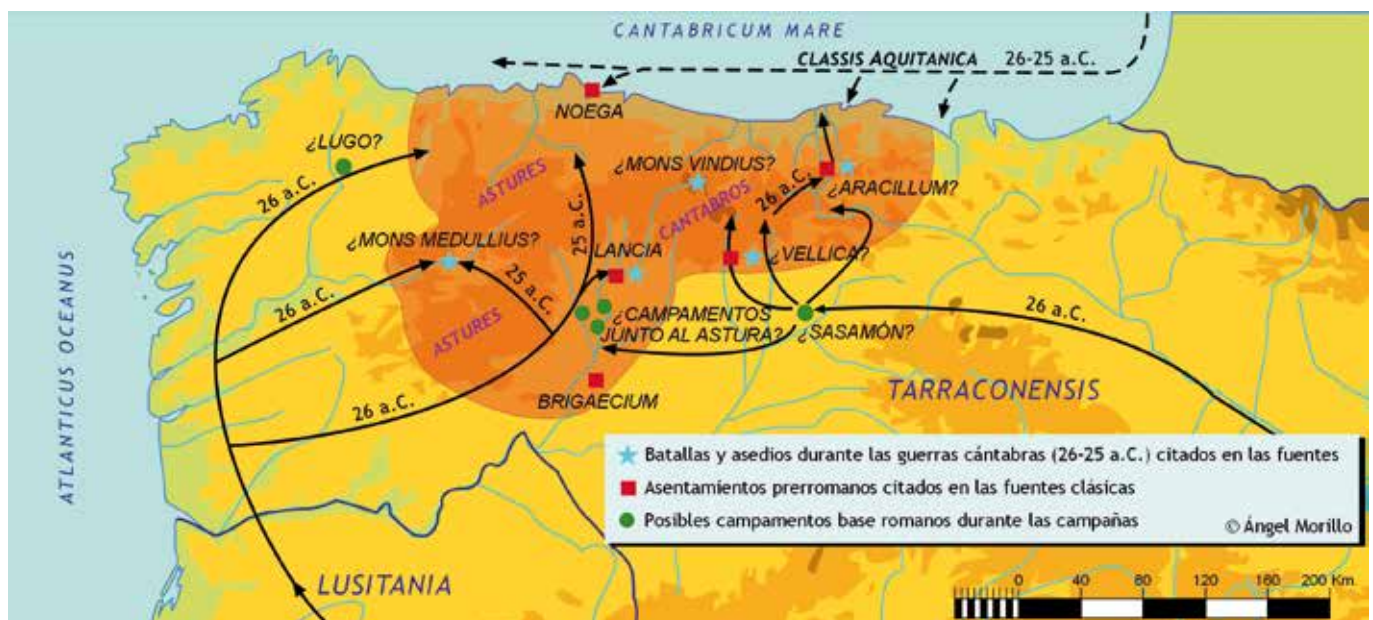 CANTABRICUM MARE
CLASSIS AQUITANICA 26-25 a.C.
NOEGA
¿LUGO?
¿MONS VINDIUS?
ASTURES
CANTABROS
26 a.C.
¿ARACILLUM?
26 a.C.
¿MONS MEDULLIUS?
25 a.C.
LANCIA
¿VELLICA?
25 a.C.
26 a.C.
ASTURES
¿CAMPAMENTOS
JUNTO AL ASTURA?
¿SASAMÓN?
26 a.C.
ATLANTICUS OCEANUS
26 a.C.
BRIGAECIUM
TARRACONENSIS
Batallas y asedios durante las guerras cántabras (26-25 a.C.) citados en las fuentes
Asentamientos prerromanos citados en las fuentes clásicas
Posibles campamentos base romanos durante las campañas
© Ángel Morillo
LUSITANIA
0 40 80 120 160 200 Km.